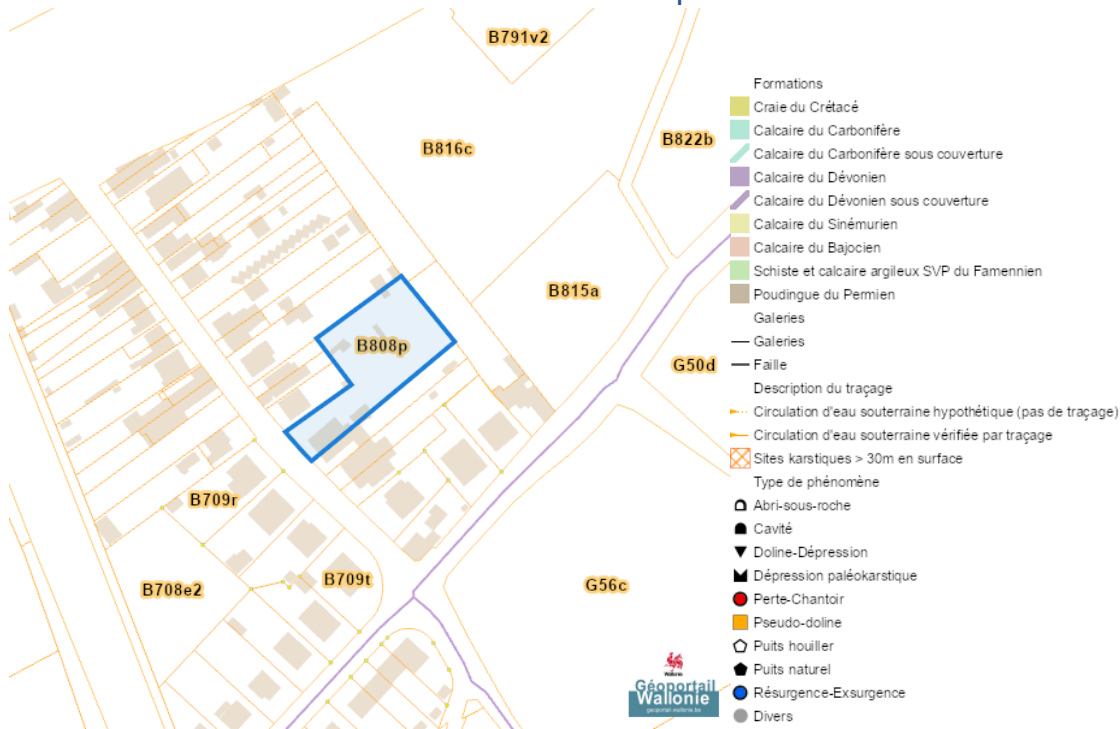 B791v2
B816c
B822b
B815a
B808p
G50d
B709r
B709t
B708e2
G56c
Formations
Craie du Crétacé
Calcaire du Carbonifère
Calcaire du Carbonifère sous couverture
Calcaire du Dévonien
Calcaire du Dévonien sous couverture
Calcaire du Sinémurien
Calcaire du Bajocien
Schiste et calcaire argileux SVP du Famennien
Poudingue du Permien
Galeries
Galeries
Faille
Description du traçage
Circulation d'eau souterraine hypothétique (pas de traçage)
Circulation d'eau souterraine vérifiée par traçage
Sites karstiques > 30m en surface
Type de phénomène
Abri-sous-roche
Cavité
Doline-Dépression
Dépression paléokarstique
Perte-Chantoir
Pseudo-doline
Puits houiller
Puits naturel
Résurgence-Exsurgence
Divers
Wallonie
Géoportail
Wallonie
geoportail.wallonie.be